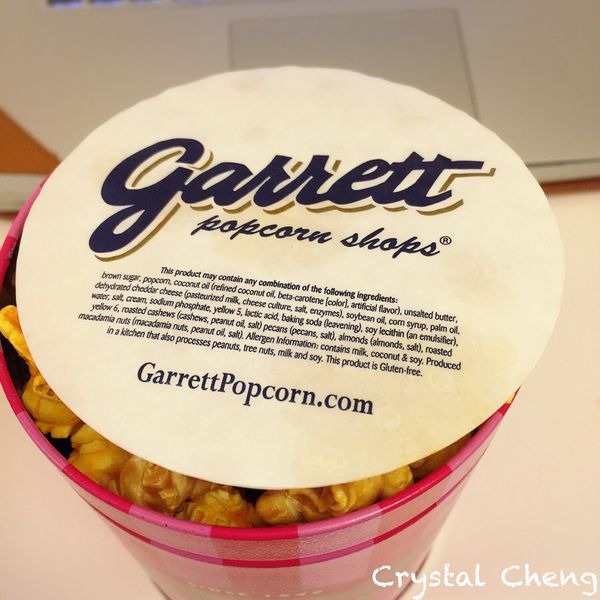 Garrett
popcorn shops®
This product may contain any combination of the following ingredients:
brown sugar, popcorn, coconut oil (refined coconut oil, beta-carotene [color], artificial flavor), unsalted butter,
dehydrated cheddar cheese (pasteurized milk, cheese culture, salt, enzymes), soybean oil, corn syrup, palm oil,
water, salt, cream, sodium phosphate, yellow 5, lactic acid, baking soda (leavening), soy lecithin (an emulsifier),
yellow 6, roasted cashews (cashews, peanut oil, salt) pecans (pecans, salt), almonds (almonds, salt), roasted
macadamia nuts (macadamia nuts, peanut oil, salt). Allergen Information: contains milk, coconut & soy. Produced
in a kitchen that also processes peanuts, tree nuts, milk and soy. This product is Gluten-free.
GarrettPopcorn.com
Crystal Cheng